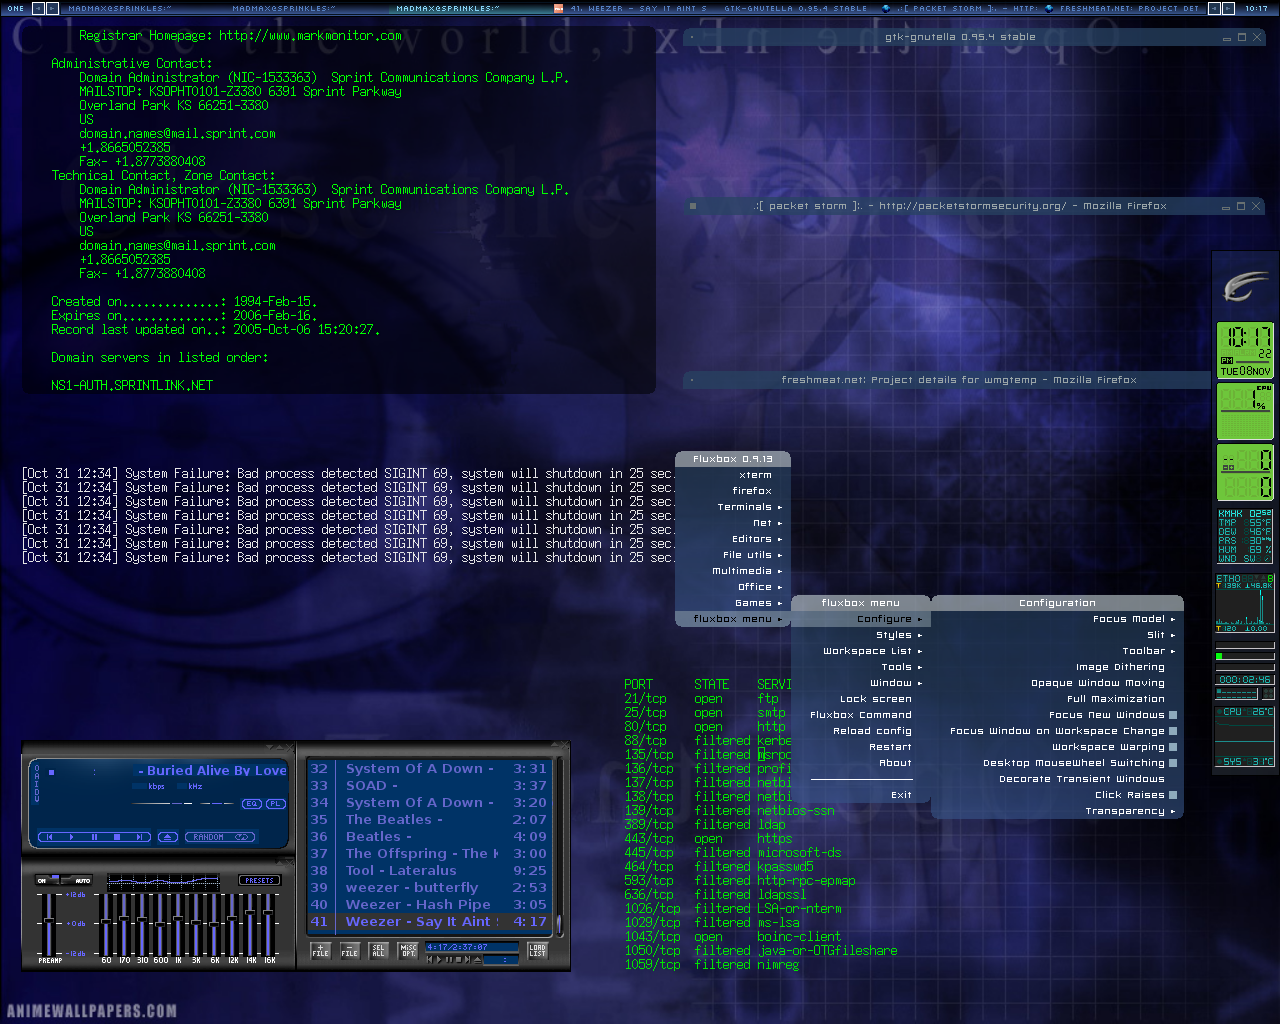 ONE
MADMAX@SPRINKLES:~
MADMAX@SPRINKLES:~
MADMAX@SPRINKLES:~
41. WEEZER - SAY IT AINT S
GTK-GNUTELLA 0.95.4 STABLE
.:[ PACKET STORM ]:. - HTTP:
FRESHMEAT.NET: PROJECT DET
10:17
Close the world, txEn eht nepO.
Registrar Homepage: http://www.markmonitor.com
Administrative Contact:
Domain Administrator (NIC-1533363)  Sprint Communications Company L.P.
MAILSTOP: KSOPHT0101-Z3380 6391 Sprint Parkway
Overland Park KS 66251-3380
US
domain.names@mail.sprint.com
+1.8665052385
Fax- +1.8773880408
Technical Contact, Zone Contact:
Domain Administrator (NIC-1533363)  Sprint Communications Company L.P.
MAILSTOP: KSOPHT0101-Z3380 6391 Sprint Parkway
Overland Park KS 66251-3380
US
domain.names@mail.sprint.com
+1.8665052385
Fax- +1.8773880408
Created on..............: 1994-Feb-15.
Expires on..............: 2006-Feb-16.
Record last updated on..: 2005-Oct-06 15:20:27.
Domain servers in listed order:
NS1-AUTH.SPRINTLINK.NET
gtk-gnutella 0.95.4 stable
.:[ packet storm ]:. - http://packetstormsecurity.org/ - Mozilla Firefox
freshmeat.net: Project details for wmgtemp - Mozilla Firefox
[Oct 31 12:34] System Failure: Bad process detected SIGINT 69, system will shutdown in 25 sec.
[Oct 31 12:34] System Failure: Bad process detected SIGINT 69, system will shutdown in 25 sec.
[Oct 31 12:34] System Failure: Bad process detected SIGINT 69, system will shutdown in 25 sec.
[Oct 31 12:34] System Failure: Bad process detected SIGINT 69, system will shutdown in 25 sec.
[Oct 31 12:34] System Failure: Bad process detected SIGINT 69, system will shutdown in 25 sec.
[Oct 31 12:34] System Failure: Bad process detected SIGINT 69, system will shutdown in 25 sec.
[Oct 31 12:34] System Failure: Bad process detected SIGINT 69, system will shutdown in 25 sec.
Fluxbox 0.9.13
xterm
firefox
Terminals
Net
Editors
File utils
Multimedia
Office
Games
fluxbox menu
fluxbox menu
Configure
Styles
Workspace List
Tools
Window
Lock screen
Fluxbox Command
Reload config
Restart
About
Exit
Configuration
Focus Model
Slit
Toolbar
Image Dithering
Opaque Window Moving
Full Maximization
Focus New Windows
Focus Window on Workspace Change
Workspace Warping
Desktop MouseWheel Switching
Decorate Transient Windows
Click Raises
Transparency
10:17
22
PM
TUE08NOV
CPU
1%
0
0
KMHK 0252
TMP 55°F
DEW 46°F
PRS 30
HUM 69 %
WND SW
ETH0
T 139K 146.8K
T 120 10.00
000:02:46
CPU 26°C
SYS 31°C
PORT STATE SERVI
21/tcp open ftp
25/tcp open smtp
80/tcp open http
88/tcp filtered kerbe
135/tcp filtered msrpc
136/tcp filtered profi
137/tcp filtered netbi
138/tcp filtered netbi
139/tcp filtered netbios-ssn
389/tcp filtered ldap
443/tcp open https
445/tcp filtered microsoft-ds
464/tcp filtered kpasswd5
593/tcp filtered http-rpc-epmap
636/tcp filtered ldapssl
1026/tcp filtered LSA-or-nterm
1029/tcp filtered ms-lsa
1043/tcp open boinc-client
1050/tcp filtered java-or-OTGfileshare
1059/tcp filtered nimreg
O
A
I
D
W
- Buried Alive By Love
kbps kHz
EQ PL
RANDOM
ON AUTO PRESETS
+12db
+0db
-12db
PREAMP 60 170 310 600 1K 3K 6K 12K 14K 16K
32 System Of A Down - 3:31
33 SOAD - 3:37
34 System Of A Down - 3:20
35 The Beatles - 2:07
36 Beatles - 4:09
37 The Offspring - The K 3:00
38 Tool - Lateralus 9:25
39 weezer - butterfly 2:53
40 Weezer - Hash Pipe 3:05
41 Weezer - Say It Aint S 4:17
+ FILE
- FILE
SEL ALL
MISC OPT.
4:17/2:37:07
LOAD LIST
ANIMEWALLPAPERS.COM